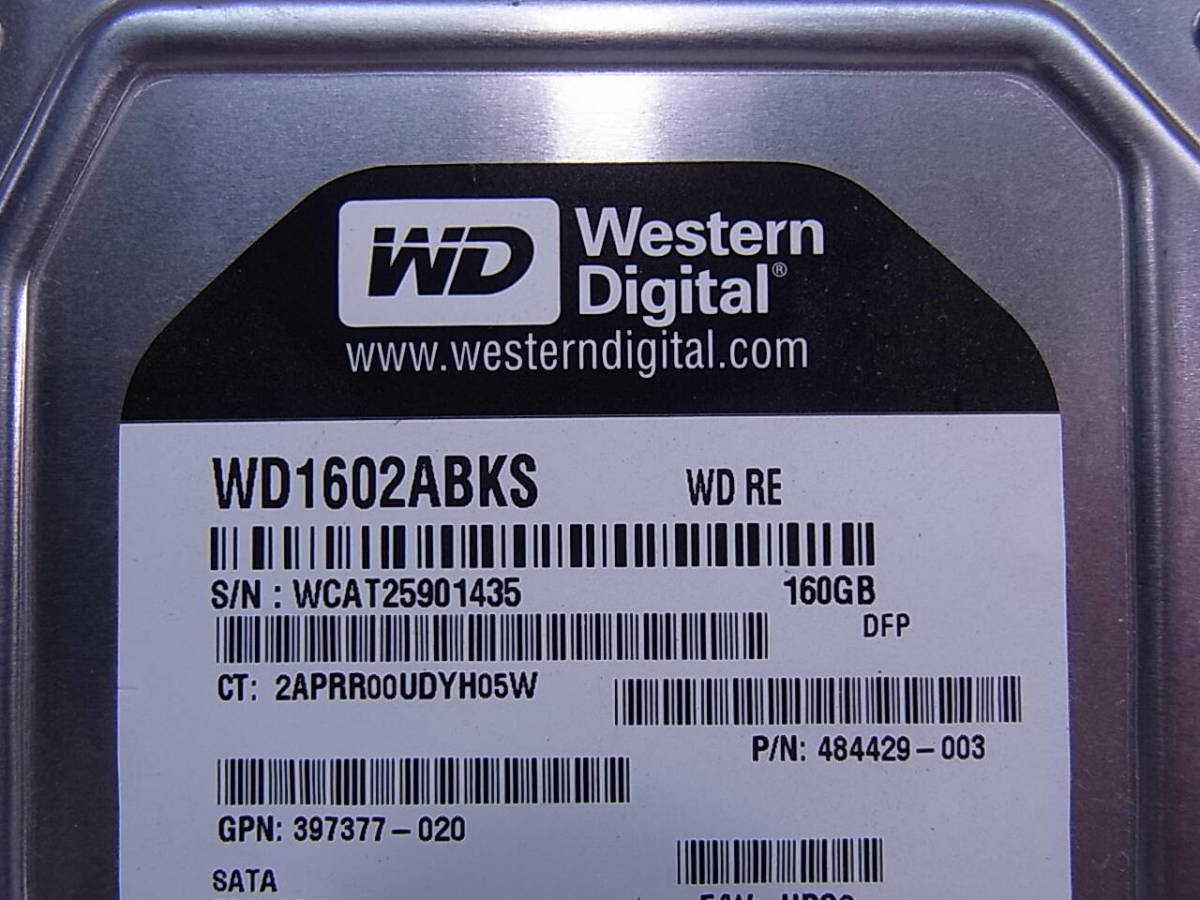 WD Western
Digital®
www.westerndigital.com
WD1602ABKS WD RE
S/N : WCAT25901435 160GB
DFP
CT: 2APRR00UDYH05W
P/N: 484429-003
GPN: 397377-020
SATA